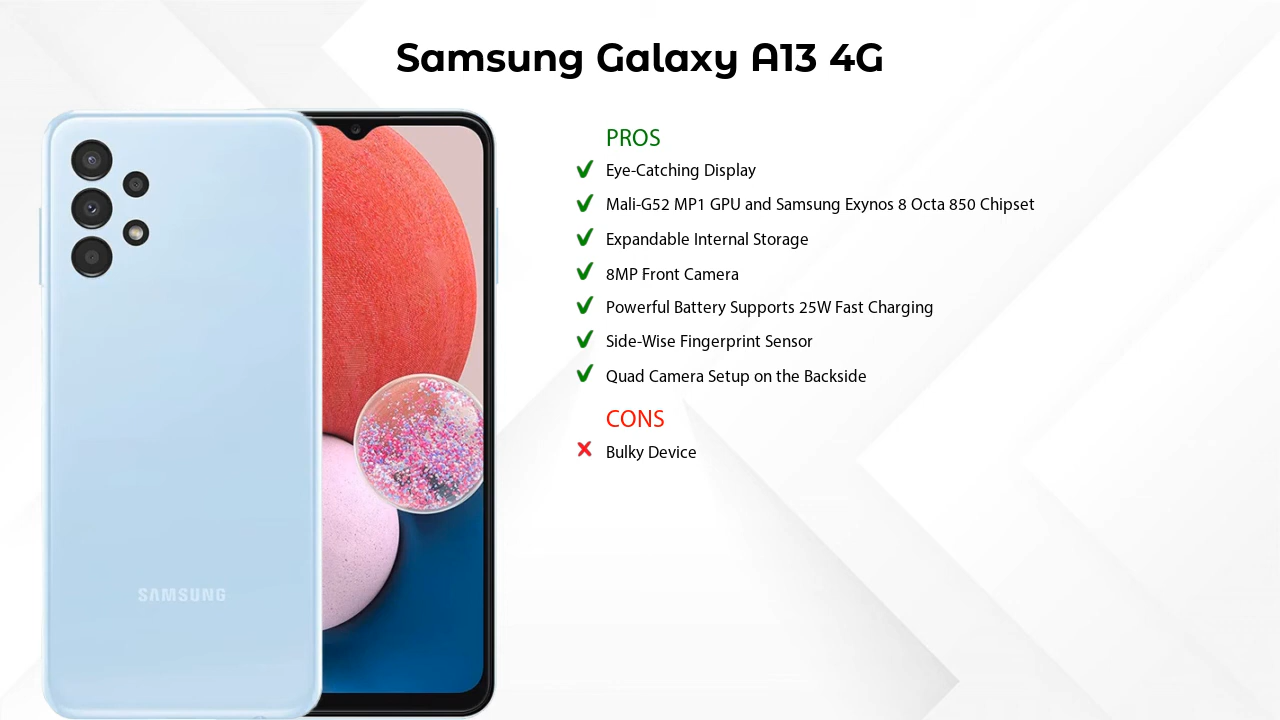 Samsung Galaxy A13 4G
PROS
Eye-Catching Display
Mali-G52 MP1 GPU and Samsung Exynos 8 Octa 850 Chipset
Expandable Internal Storage
8MP Front Camera
Powerful Battery Supports 25W Fast Charging
Side-Wise Fingerprint Sensor
Quad Camera Setup on the Backside
CONS
Bulky Device
SAMSUNG